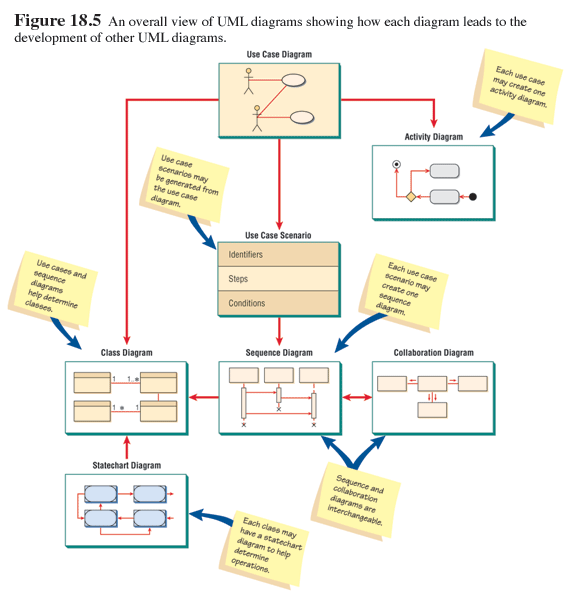 Figure 18.5 An overall view of UML diagrams showing how each diagram leads to the
development of other UML diagrams.
Use Case Diagram
Each use case
may create one
activity diagram.
Activity Diagram
Use case
scenarios may
be generated from
the use case
diagram.
Use Case Scenario
Identifiers
Steps
Conditions
Use cases and
sequence
diagrams
help determine
classes.
Each use case
scenario may
create one
sequence
diagram.
Class Diagram
1 1..*
1 * 1
Sequence Diagram
x
x x
Collaboration Diagram
Statechart Diagram
Sequence and
collaboration
diagrams are
interchangeable.
Each class may
have a statechart
diagram to help
determine
operations.